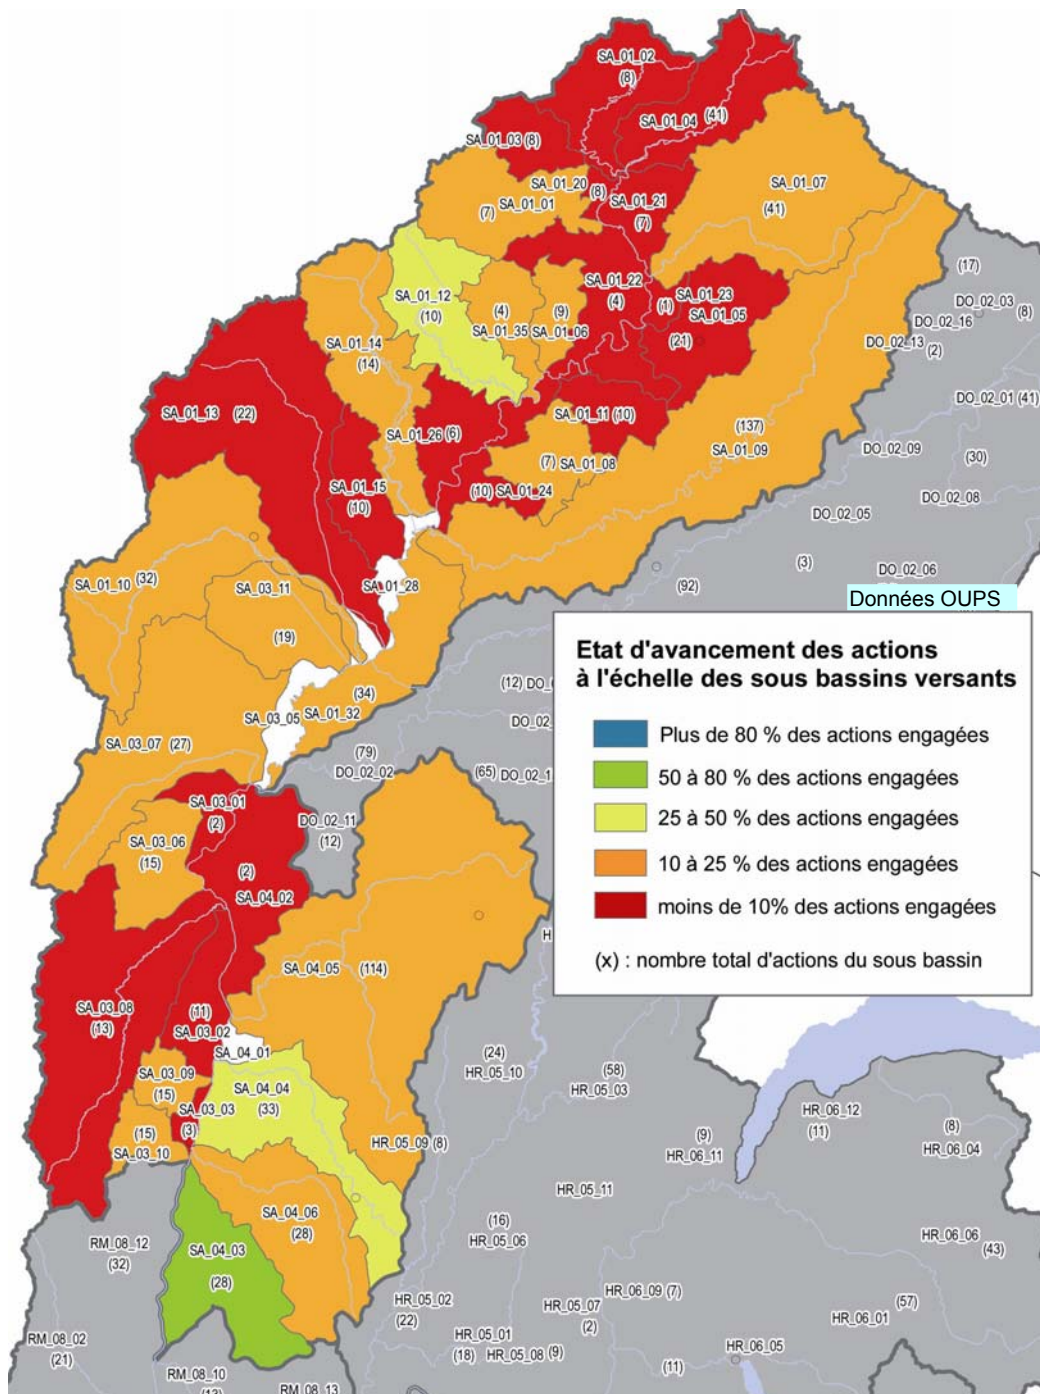 SA_01_02
(8)
SA_01_04 (41)
SA_01_03 (8)
SA_01_20
(8)
SA_01_07
(41)
SA_01_01
(7)
SA_01_21
(7)
(17)
SA_01_22
(4)
(1)
SA_01_23
SA_01_05
(21)
DO_02_03
(8)
DO_02_16
SA_01_12
(10)
(4)
SA_01_35
(9)
SA_01_06
DO_02_13
(2)
SA_01_14
(14)
DO_02_01 (41)
SA_01_13 (22)
SA_01_11 (10)
(137)
SA_01_09
SA_01_26 (6)
DO_02_09
(30)
(7)
SA_01_08
SA_01_15
(10)
(10) SA_01_24
DO_02_08
DO_02_05
(3)
SA_01_10 (32)
SA_03_11
SA_01_28
(92)
DO_02_06
Données OUPS
(19)
Etat d'avancement des actions
à l'échelle des sous bassins versants
(34)
SA_01_32
(12) DO_
SA_03_05
DO_02_
Plus de 80 % des actions engagées
SA_03_07 (27)
(79)
DO_02_02
(65) DO_02_1
50 à 80 % des actions engagées
SA_03_01
(2)
DO_02_11
(12)
25 à 50 % des actions engagées
SA_03_06
(15)
(2)
SA_04_02
10 à 25 % des actions engagées
moins de 10% des actions engagées
SA_04_05 (114)
(x) : nombre total d'actions du sous bassin
SA_03_08
(13)
(11)
SA_03_02
SA_04_01
(24)
HR_05_10
(58)
HR_05_03
SA_03_09
(15)
SA_04_04
(33)
SA_03_03
(3)
HR_06_12
(11)
(15)
SA_03_10
HR_05_09 (8)
(9)
HR_06_11
(8)
HR_06_04
HR_05_11
SA_04_06
(28)
(16)
HR_05_06
RM_08_12
(32)
SA_04_03
(28)
HR_06_06
(43)
HR_05_02
(22)
HR_05_07
(2)
HR_06_09 (7)
(57)
HR_06_01
RM_08_02
(21)
HR_05_01
(18)
HR_05_08 (9)
(11)
HR_06_05
RM_08_10
RM_08_13